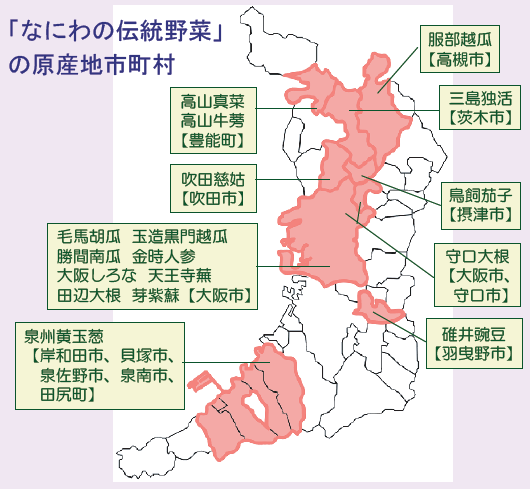 「なにわの伝統野菜」
の原産地市町村
服部越瓜
【高槻市】
高山真菜
高山牛蒡
【豊能町】
三島独活
【茨木市】
吹田慈姑
【吹田市】
鳥飼茄子
【摂津市】
毛馬胡瓜 玉造黒門越瓜
勝間南瓜 金時人参
大阪しろな 天王寺蕪
田辺大根 芽紫蘇【大阪市】
守口大根
【大阪市、
守口市】
碓井豌豆
【羽曳野市】
泉州黄玉葱
【岸和田市、貝塚市、
泉佐野市、泉南市、
田尻町】